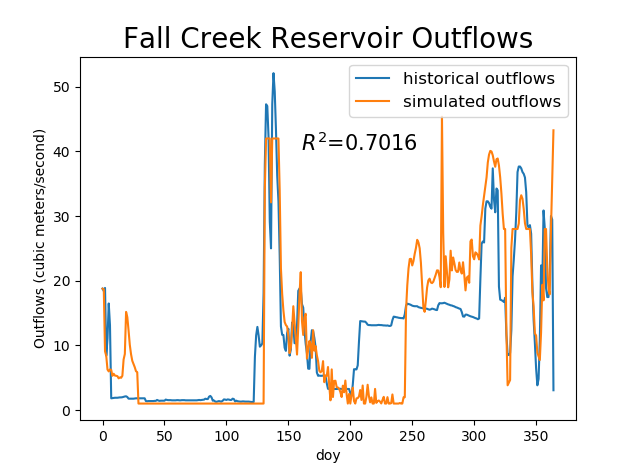 Fall Creek Reservoir Outflows
historical outflows
simulated outflows
R²=0.7016
Outflows (cubic meters/second)
50
40
30
20
10
0
0 50 100 150 200 250 300 350
doy